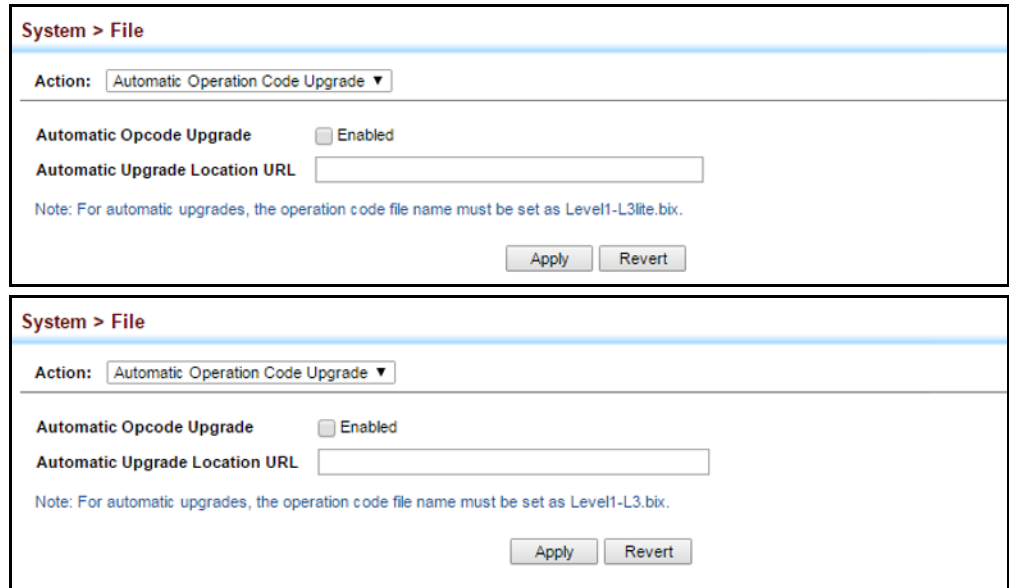 System > File
Action: Automatic Operation Code Upgrade ▼
Automatic Opcode Upgrade Enabled
Automatic Upgrade Location URL
Note: For automatic upgrades, the operation code file name must be set as Level1-L3lite.bix.
Apply Revert
System > File
Action: Automatic Operation Code Upgrade ▼
Automatic Opcode Upgrade Enabled
Automatic Upgrade Location URL
Note: For automatic upgrades, the operation code file name must be set as Level1-L3.bix.
Apply Revert